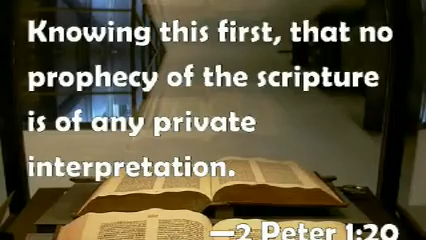 Knowing this first, that no
prophecy of the scripture
is of any private
interpretation.
—2 Peter 1:20